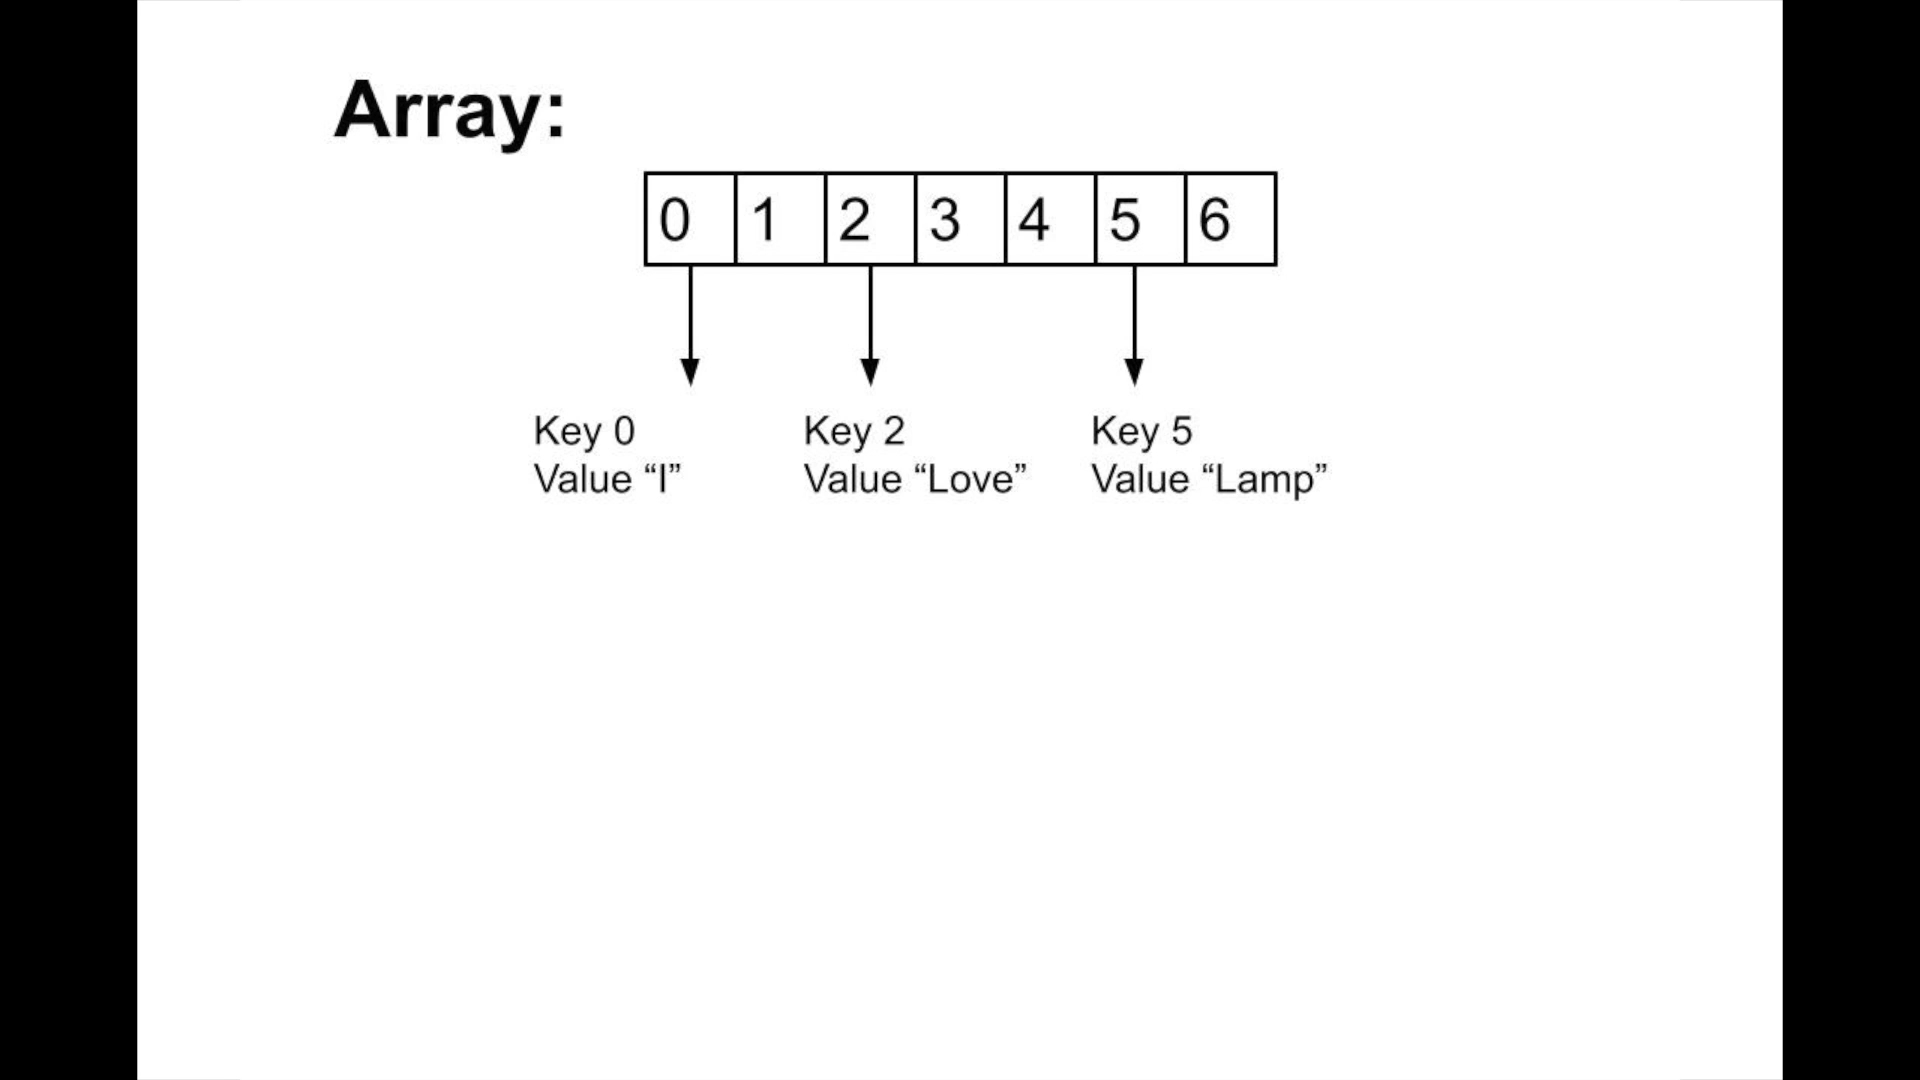 Array:
0 1 2 3 4 5 6
Key 0 Key 2 Key 5
Value “I” Value “Love” Value “Lamp”